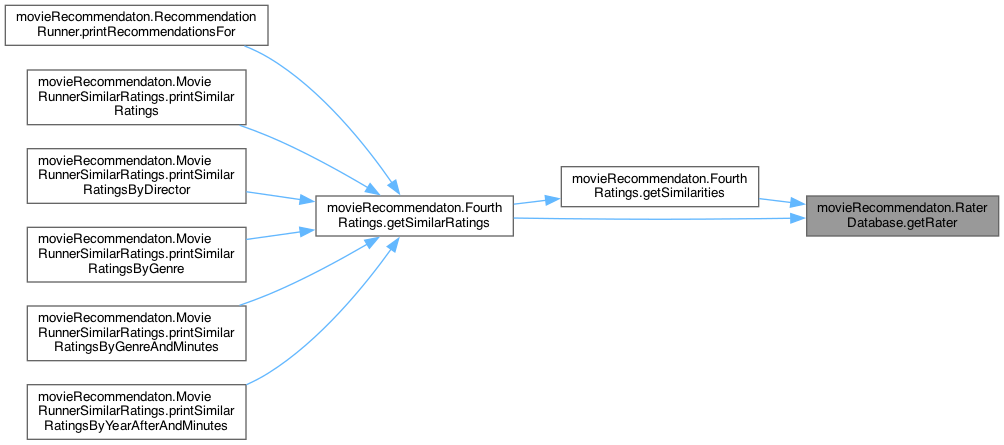 movieRecommendaton.Recommendation
Runner.printRecommendationsFor
movieRecommendaton.Movie
RunnerSimilarRatings.printSimilar
Ratings
movieRecommendaton.Movie
RunnerSimilarRatings.printSimilar
RatingsByDirector
movieRecommendaton.Movie
RunnerSimilarRatings.printSimilar
RatingsByGenre
movieRecommendaton.Movie
RunnerSimilarRatings.printSimilar
RatingsByGenreAndMinutes
movieRecommendaton.Movie
RunnerSimilarRatings.printSimilar
RatingsByYearAfterAndMinutes
movieRecommendaton.Fourth
Ratings.getSimilarRatings
movieRecommendaton.Fourth
Ratings.getSimilarities
movieRecommendaton.Rater
Database.getRater